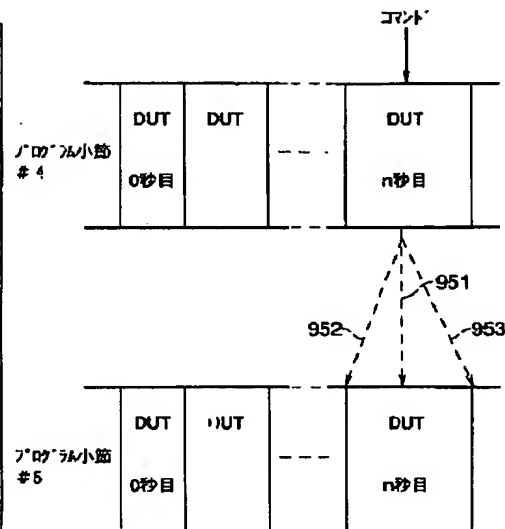 コマンド
DUT DUT DUT
プログラム小節
#4
0秒目 n秒目
951
952 953
DUT DUT DUT
プログラム小節
#5
0秒目 n秒目